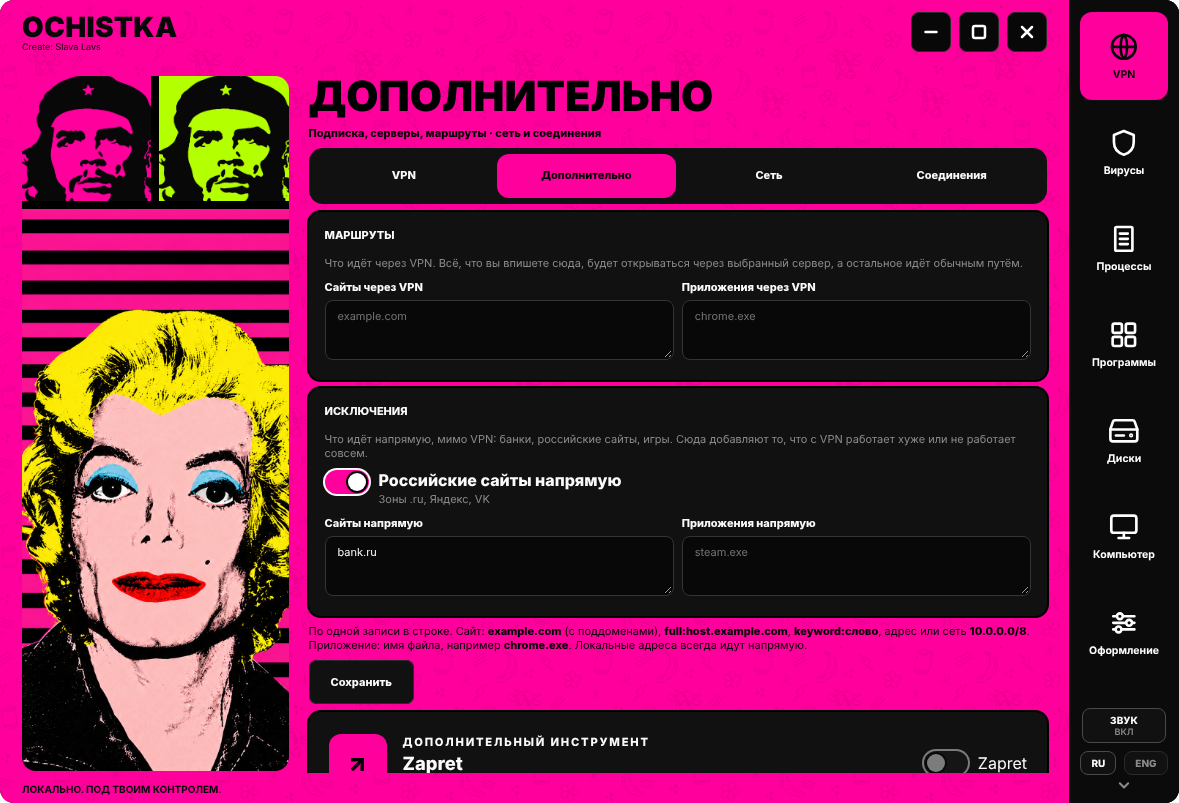 OCHISTKA
Create: Slava Lavs
ДОПОЛНИТЕЛЬНО
Подписка, серверы, маршруты · сеть и соединения
VPN
Дополнительно
Сеть
Соединения
МАРШРУТЫ
Что идёт через VPN. Всё, что вы впишете сюда, будет открываться через выбранный сервер, а остальное идёт обычным путём.
Сайты через VPN
Приложения через VPN
example.com
chrome.exe
ИСКЛЮЧЕНИЯ
Что идёт напрямую, мимо VPN: банки, российские сайты, игры. Сюда добавляют то, что с VPN работает хуже или не работает
совсем.
Российские сайты напрямую
Зоны .ru, Яндекс, VK
Сайты напрямую
Приложения напрямую
bank.ru
steam.exe
По одной записи в строке. Сайт: example.com (с поддоменами), full:host.example.com, keyword:слово, адрес или сеть 10.0.0.0/8.
Приложение: имя файла, например chrome.exe. Локальные адреса всегда идут напрямую.
Сохранить
ДОПОЛНИТЕЛЬНЫЙ ИНСТРУМЕНТ
Zapret
Zapret
ЛОКАЛЬНО. ПОД ТВОИМ КОНТРОЛЕМ.
VPN
Вирусы
Процессы
Программы
Диски
Компьютер
Оформление
ЗВУК
ВКЛ
RU
ENG